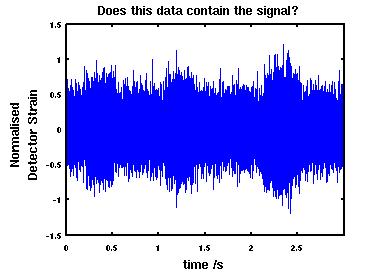 Does this data contain the signal?
1.5
1
0.5
0
-0.5
-1
-1.5
Normalised
Detector Strain
0 0.5 1 1.5 2 2.5
time /s